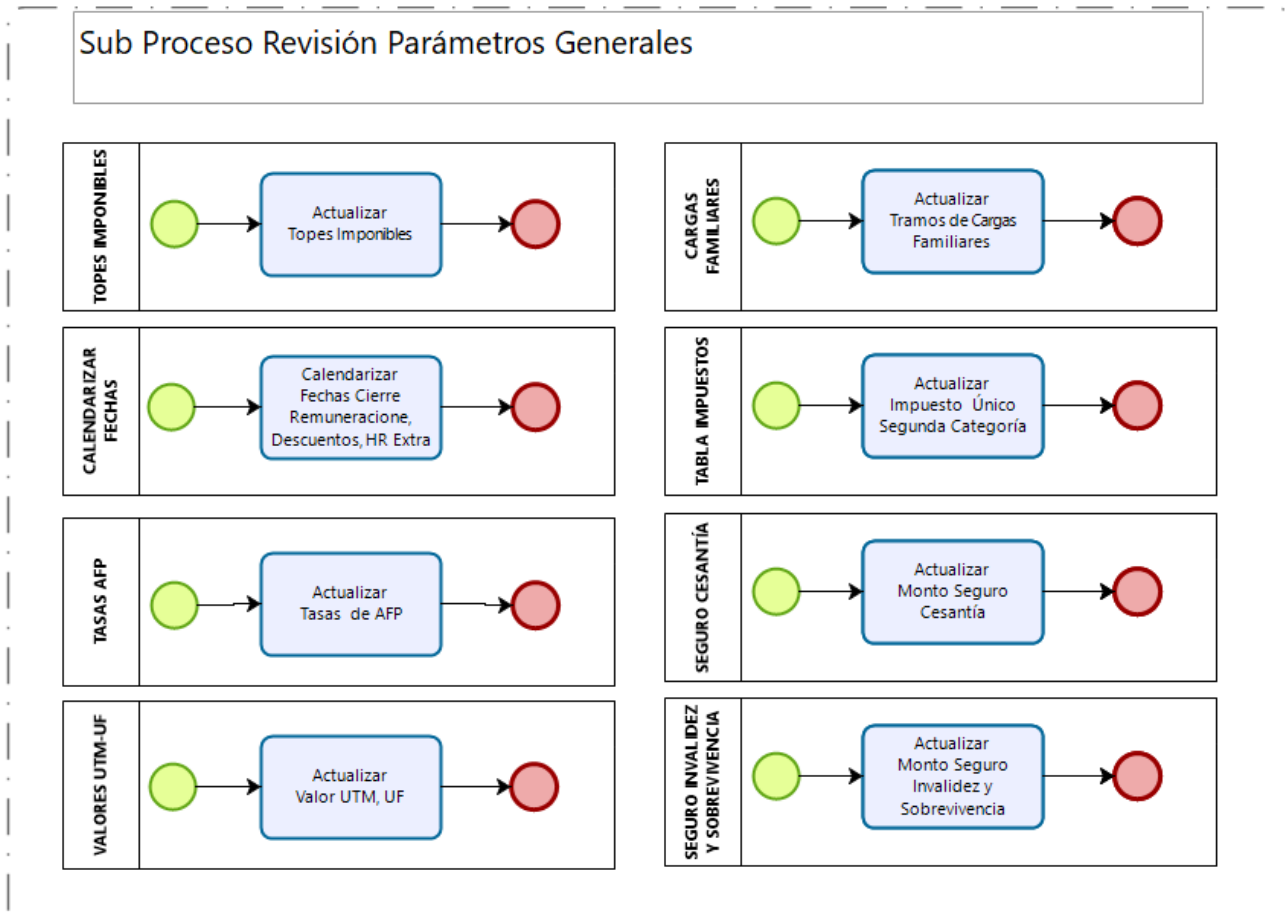 Sub Proceso Revisión Parámetros Generales
TOPES IMPONIBLES
Actualizar
Topes Imponibles
CARGAS
FAMILIARES
Actualizar
Tramos de Cargas
Familiares
CALENDARIZAR
FECHAS
Calendarizar
Fechas Cierre
Remuneracione,
Descuentos, HR Extra
TABLA IMPUESTOS
Actualizar
Impuesto Único
Segunda Categoría
TASAS AFP
Actualizar
Tasas de AFP
SEGURO CESANTÍA
Actualizar
Monto Seguro
Cesantía
VALORES UTM-UF
Actualizar
Valor UTM, UF
SEGURO INVALIDEZ
Y SOBREVIVENCIA
Actualizar
Monto Seguro
Invalidez y
Sobrevivencia